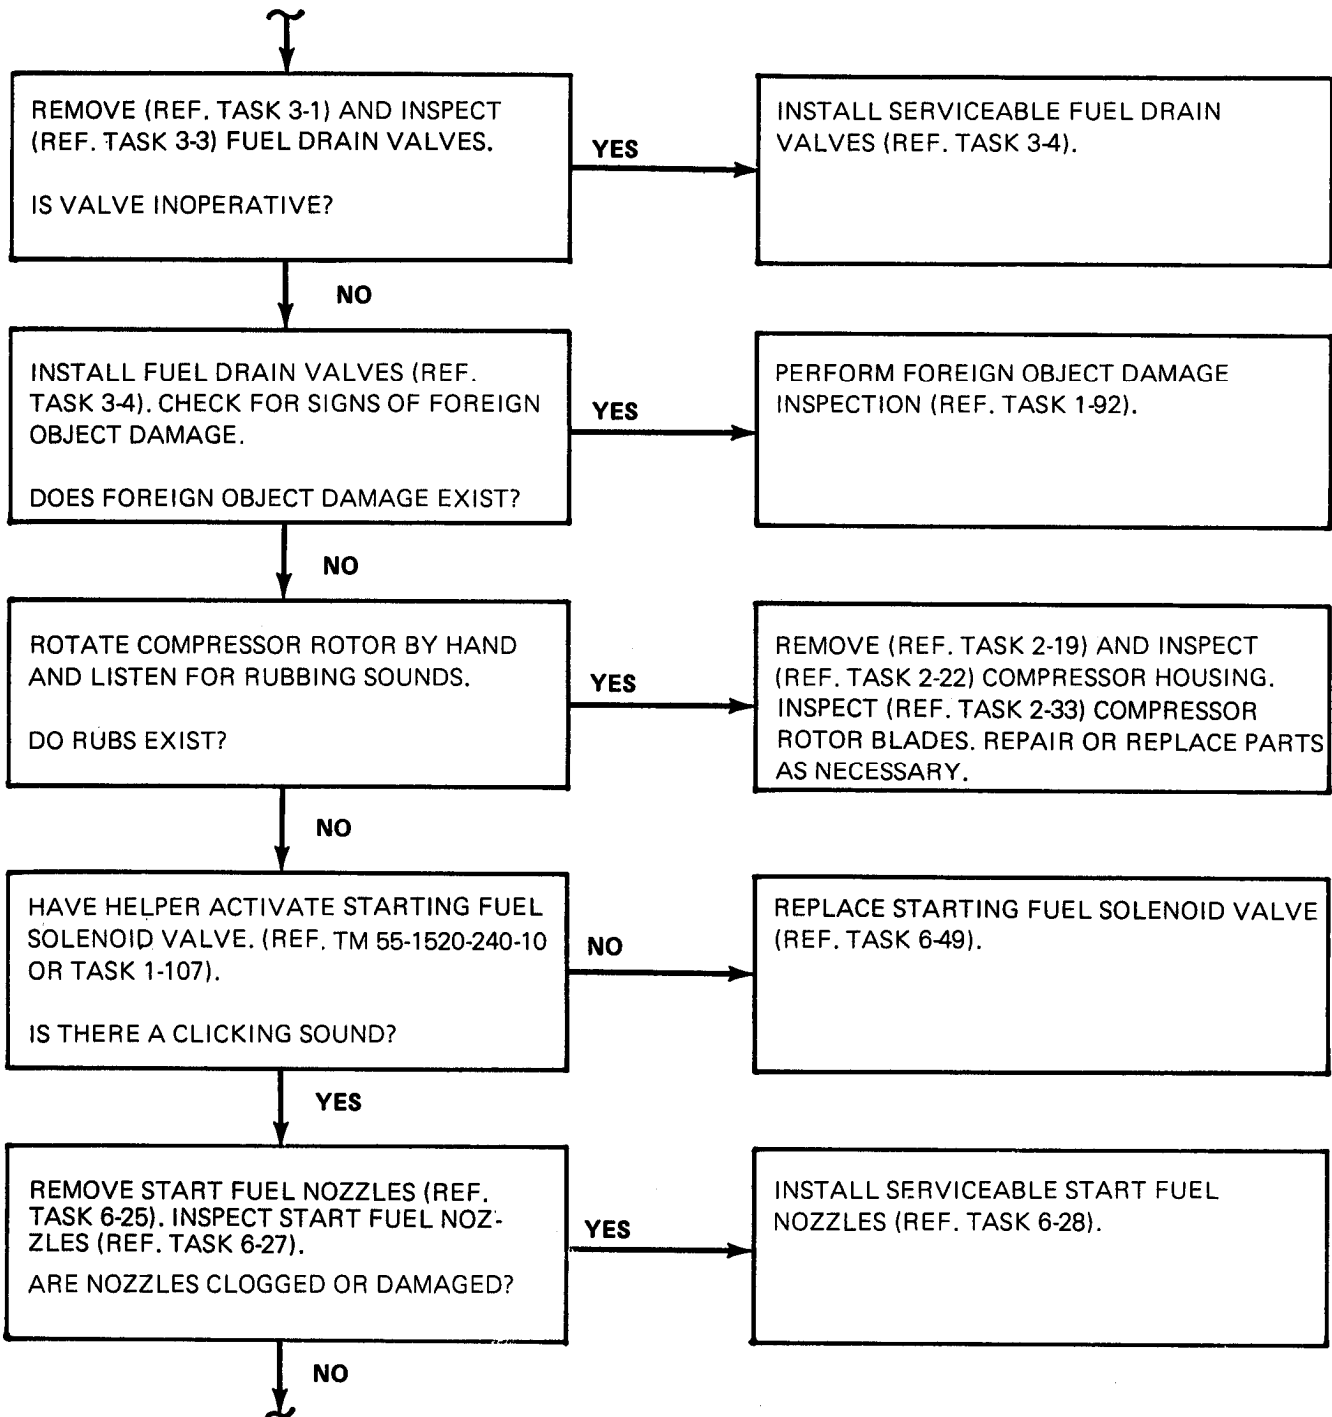 REMOVE (REF. TASK 3-1) AND INSPECT
(REF. TASK 3-3) FUEL DRAIN VALVES.
IS VALVE INOPERATIVE?
YES
INSTALL SERVICEABLE FUEL DRAIN
VALVES (REF. TASK 3-4).
NO
INSTALL FUEL DRAIN VALVES (REF.
TASK 3-4). CHECK FOR SIGNS OF FOREIGN
OBJECT DAMAGE.
DOES FOREIGN OBJECT DAMAGE EXIST?
YES
PERFORM FOREIGN OBJECT DAMAGE
INSPECTION (REF. TASK 1-92).
NO
ROTATE COMPRESSOR ROTOR BY HAND
AND LISTEN FOR RUBBING SOUNDS.
DO RUBS EXIST?
YES
REMOVE (REF. TASK 2-19) AND INSPECT
(REF. TASK 2-22) COMPRESSOR HOUSING.
INSPECT (REF. TASK 2-33) COMPRESSOR
ROTOR BLADES. REPAIR OR REPLACE PARTS
AS NECESSARY.
NO
HAVE HELPER ACTIVATE STARTING FUEL
SOLENOID VALVE. (REF. TM 55-1520-240-10
OR TASK 1-107).
IS THERE A CLICKING SOUND?
NO
REPLACE STARTING FUEL SOLENOID VALVE
(REF. TASK 6-49).
YES
REMOVE START FUEL NOZZLES (REF.
TASK 6-25). INSPECT START FUEL NOZ-
ZLES (REF. TASK 6-27).
ARE NOZZLES CLOGGED OR DAMAGED?
YES
INSTALL SERVICEABLE START FUEL
NOZZLES (REF. TASK 6-28).
NO